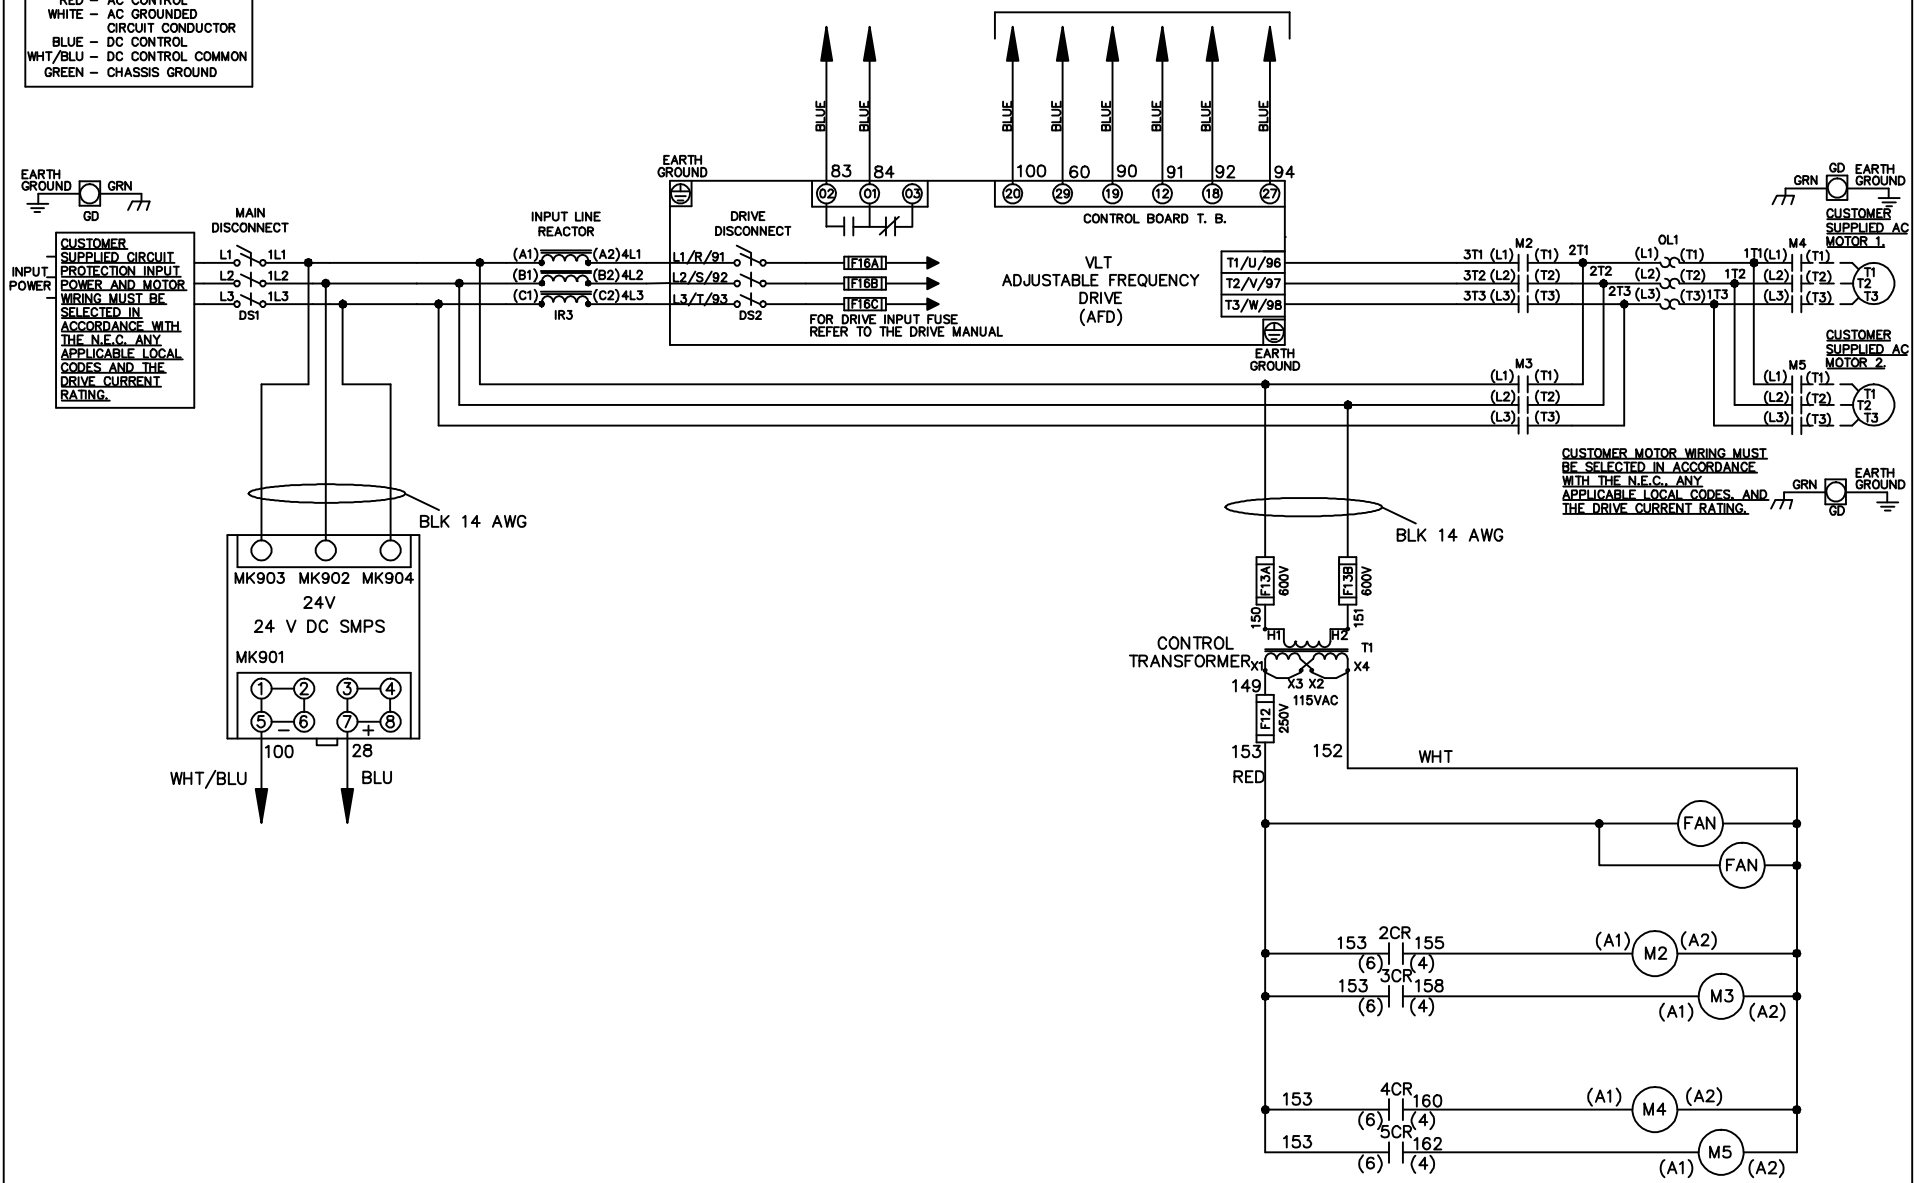 RED – AC CONTROL
WHITE – AC GROUNDED
CIRCUIT CONDUCTOR
BLUE – DC CONTROL
WHT/BLU – DC CONTROL COMMON
GREEN – CHASSIS GROUND
BLUE
BLUE
BLUE
BLUE
BLUE
BLUE
BLUE
BLUE
EARTH
GROUND
GRN
GD
MAIN
DISCONNECT
INPUT LINE
REACTOR
EARTH
GROUND
DRIVE
DISCONNECT
83 84
02 01 03
100 60 90 91 92 94
20 29 19 12 18 27
CONTROL BOARD T. B.
GD EARTH
GRN GROUND
CUSTOMER
SUPPLIED AC
MOTOR 1.
INPUT
POWER
CUSTOMER
SUPPLIED CIRCUIT
PROTECTION INPUT
POWER AND MOTOR
WIRING MUST BE
SELECTED IN
ACCORDANCE WITH
THE N.E.C. ANY
APPLICABLE LOCAL
CODES AND THE
DRIVE CURRENT
RATING.
L1 1L1
L2 1L2
L3 1L3
DS1
(A1) (A2) 4L1
(B1) (B2) 4L2
(C1) (C2) 4L3
IR3
L1/R/91
L2/S/92
L3/T/93
DS2
F16A
F16B
F16C
FOR DRIVE INPUT FUSE
REFER TO THE DRIVE MANUAL
VLT
ADJUSTABLE FREQUENCY
DRIVE
(AFD)
T1/U/96
T2/V/97
T3/W/98
EARTH
GROUND
M2
3T1 (L1) (T1) 2T1
3T2 (L2) (T2) 2T2
3T3 (L3) (T3) 2T3
OL1
(L1) (T1) 1T1
(L2) (T2) 1T2
(L3) (T3) 1T3
M4
(L1) (T1)
(L2) (T2)
(L3) (T3)
T1
T2
T3
M3
(L1) (T1)
(L2) (T2)
(L3) (T3)
CUSTOMER
SUPPLIED AC
MOTOR 2.
M5
(L1) (T1)
(L2) (T2)
(L3) (T3)
T1
T2
T3
CUSTOMER MOTOR WIRING MUST
BE SELECTED IN ACCORDANCE
WITH THE N.E.C., ANY
APPLICABLE LOCAL CODES, AND
THE DRIVE CURRENT RATING.
EARTH
GRN GROUND
GD
BLK 14 AWG
BLK 14 AWG
MK903 MK902 MK904
24V
24 V DC SMPS
MK901
1 2 3 4
5 6 7 8
– +
100 28
WHT/BLU BLU
F13A
600V
F13B
600V
150
151
H1 H2
T1
CONTROL
TRANSFORMER
X1 X4
X3 X2
115VAC
149
F12
250V
153 152
RED
WHT
FAN
FAN
2CR
153 155
(6) (4)
(A1) M2 (A2)
3CR
153 158
(6) (4)
(A1) M3 (A2)
4CR
153 160
(6) (4)
(A1) M4 (A2)
5CR
153 162
(6) (4)
(A1) M5 (A2)